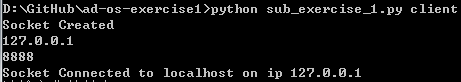 D:\GitHub\ad-os-exercise1>python sub_exercise_1.py client
Socket Created
127.0.0.1
8888
Socket Connected to localhost on ip 127.0.0.1